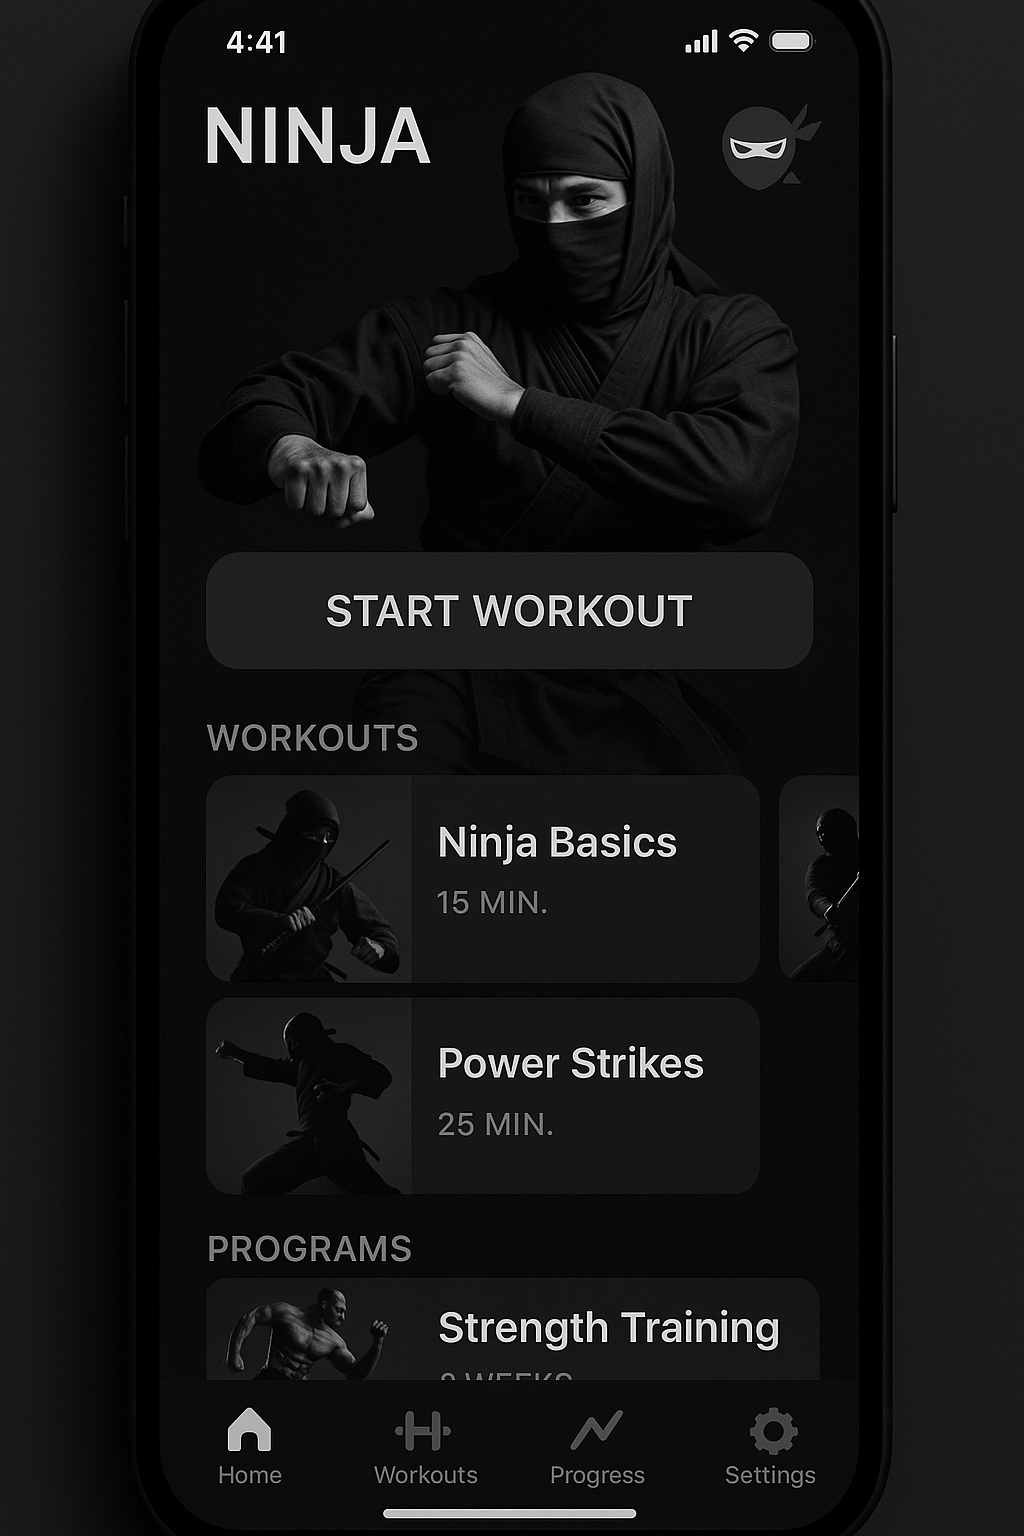 4:41
NINJA
START WORKOUT
WORKOUTS
Ninja Basics
15 MIN.
Power Strikes
25 MIN.
PROGRAMS
Strength Training
WEEKS
Home
Workouts
Progress
Settings